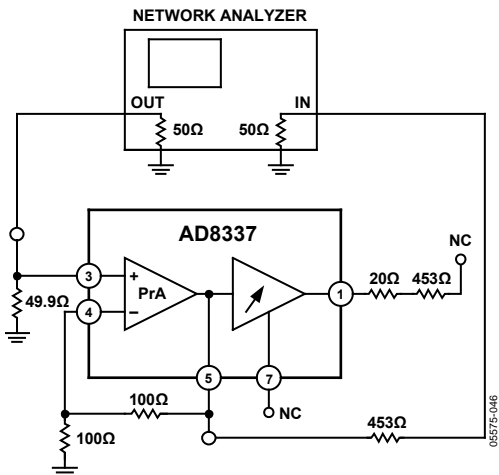 NETWORK ANALYZER
OUT
IN
50Ω
50Ω
AD8337
NC
3
+
PrA
1
20Ω
453Ω
49.9Ω
4
−
5
7
100Ω
NC
453Ω
100Ω
05575-046